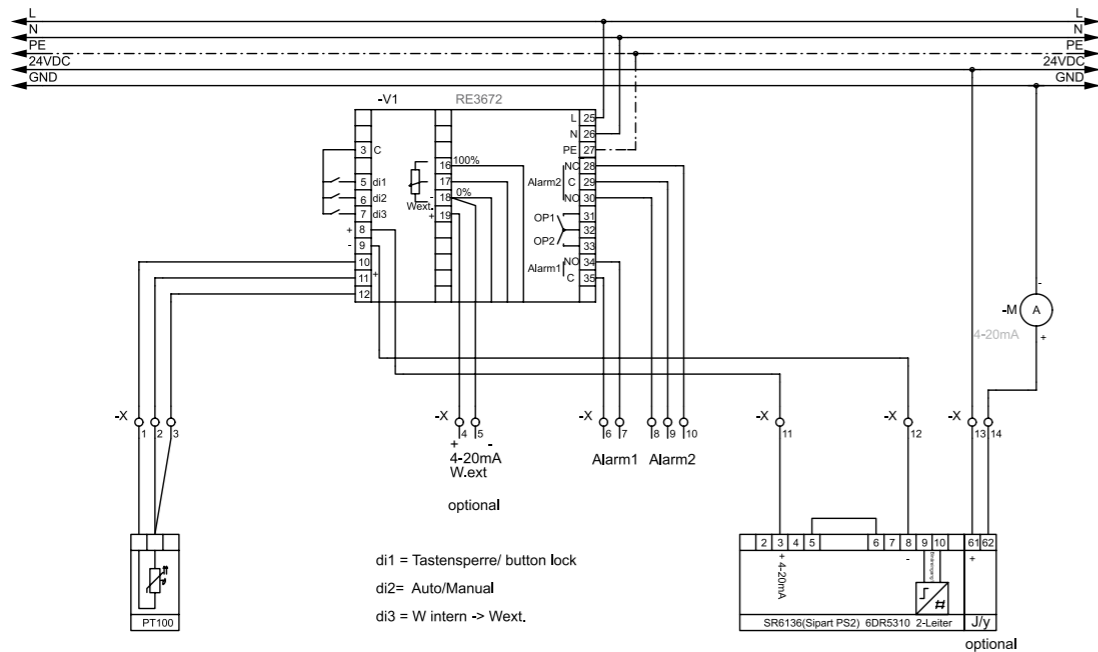 L L
N N
PE PE
24VDC 24VDC
GND GND
-V1 RE3672
L 25
N 26
3 C PE 27
16 100% NC 28
5 di1 17 Alarm2 C 29
6 di2 - 18 0% NO 30
Wext.
7 di3 + 19 OP1 31
+ 8 32
- 9 OP2 33
10 NO 34
11 + Alarm1 C 35
12
-
-M A
4-20mA
+
-X -X -X -X -X
1 2 3 4 5 6 7 8 9 10 11 12 13 14
+ -
4-20mA
W.ext
Alarm1 Alarm2
optional
2 3 4 5 6 7 8 9 10 61 62
+ - +
4-20mA
di1 = Tastensperre/ button lock
di2= Auto/Manual
di3 = W intern -> Wext.
PT100
SR6136(Sipart PS2) 6DR5310 2-Leiter J/y
optional